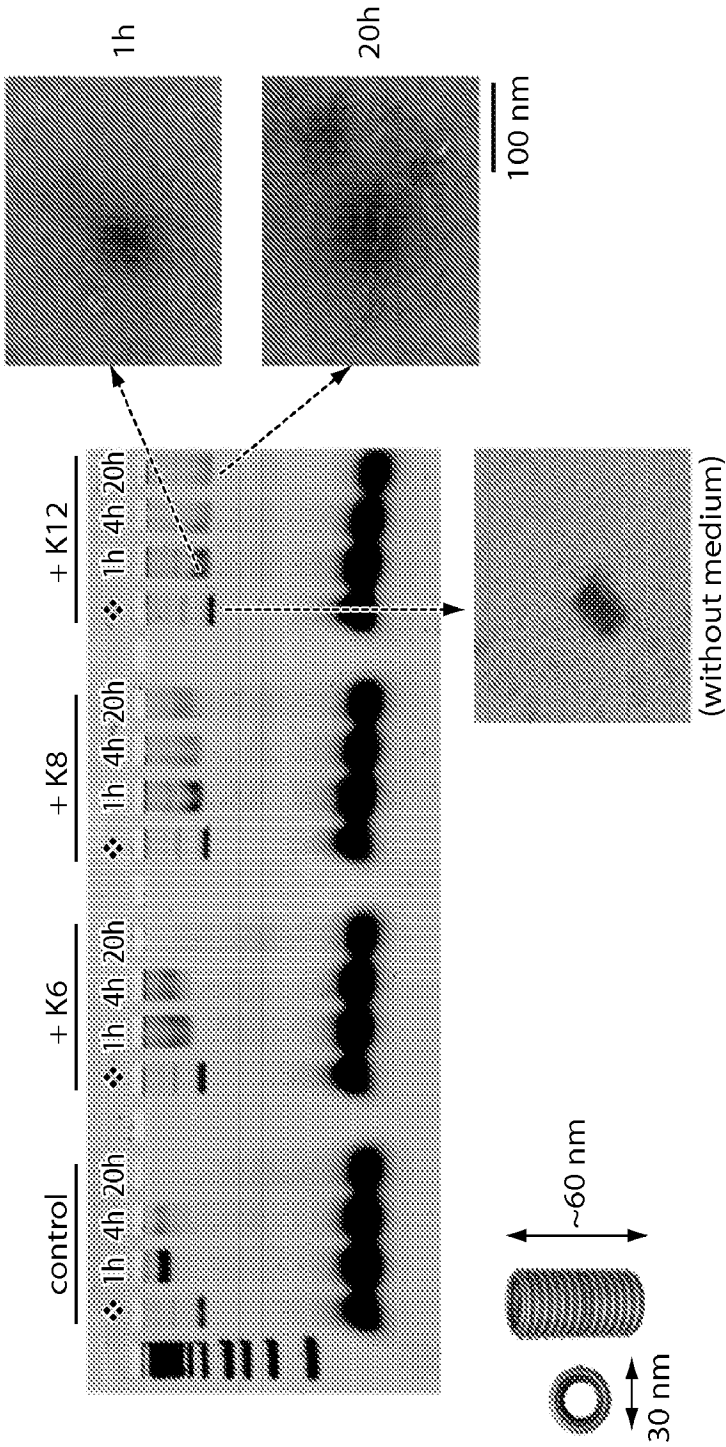 control
+ K6
+ K8
+ K12
❖ 1h 4h 20h
❖ 1h 4h 20h
❖ 1h 4h 20h
❖ 1h 4h 20h
1h
20h
100 nm
(without medium)
~60 nm
30 nm